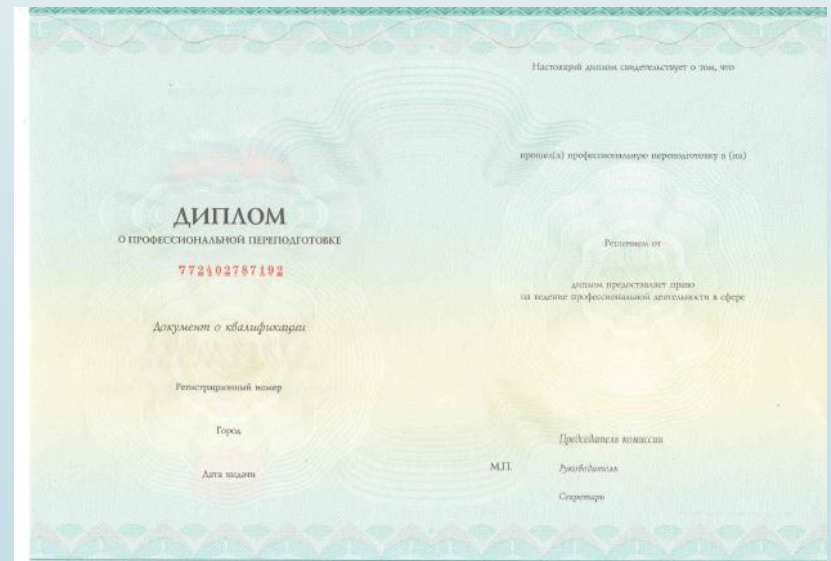 ДИПЛОМ
О ПРОФЕССИОНАЛЬНОЙ ПЕРЕПОДГОТОВКЕ
772402787192
Документ о квалификации
Регистрационный номер
Город
Дата выдачи
Настоящий диплом свидетельствует о том, что
прошел(а) профессиональную переподготовку в (на)
Решением от
диплом предоставляет право
на ведение профессиональной деятельности в сфере
Председатель комиссии
М.П. Руководитель
Секретарь